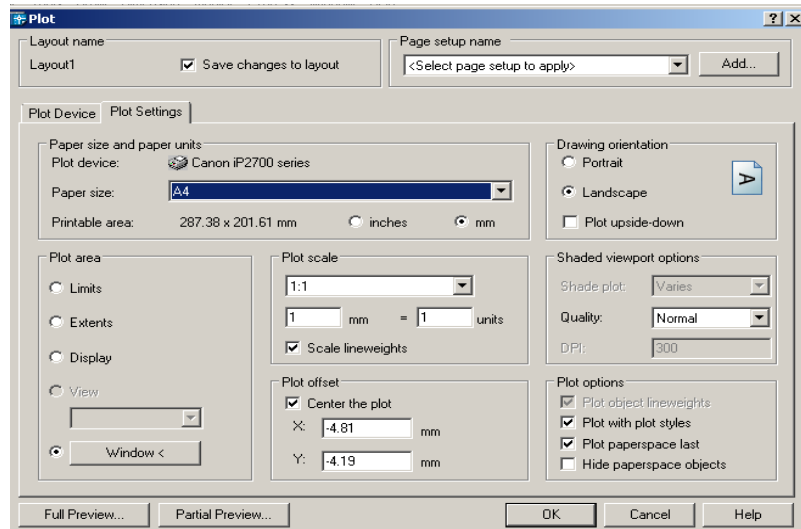 Plot
Layout name
Layout1
Save changes to layout
Page setup name
<Select page setup to apply>
Add...
Plot Device
Plot Settings
Paper size and paper units
Plot device: Canon iP2700 series
Paper size: A4
Printable area: 287.38 x 201.61 mm inches mm
Drawing orientation
Portrait
Landscape
Plot upside-down
A
Plot area
Limits
Extents
Display
View
Window <
Plot scale
1:1
1 mm = 1 units
Scale lineweights
Shaded viewport options
Shade plot: Varies
Quality: Normal
DPI: 300
Plot offset
Center the plot
X: -4.81 mm
Y: -4.19 mm
Plot options
Plot object lineweights
Plot with plot styles
Plot paperspace last
Hide paperspace objects
Full Preview...
Partial Preview...
OK
Cancel
Help